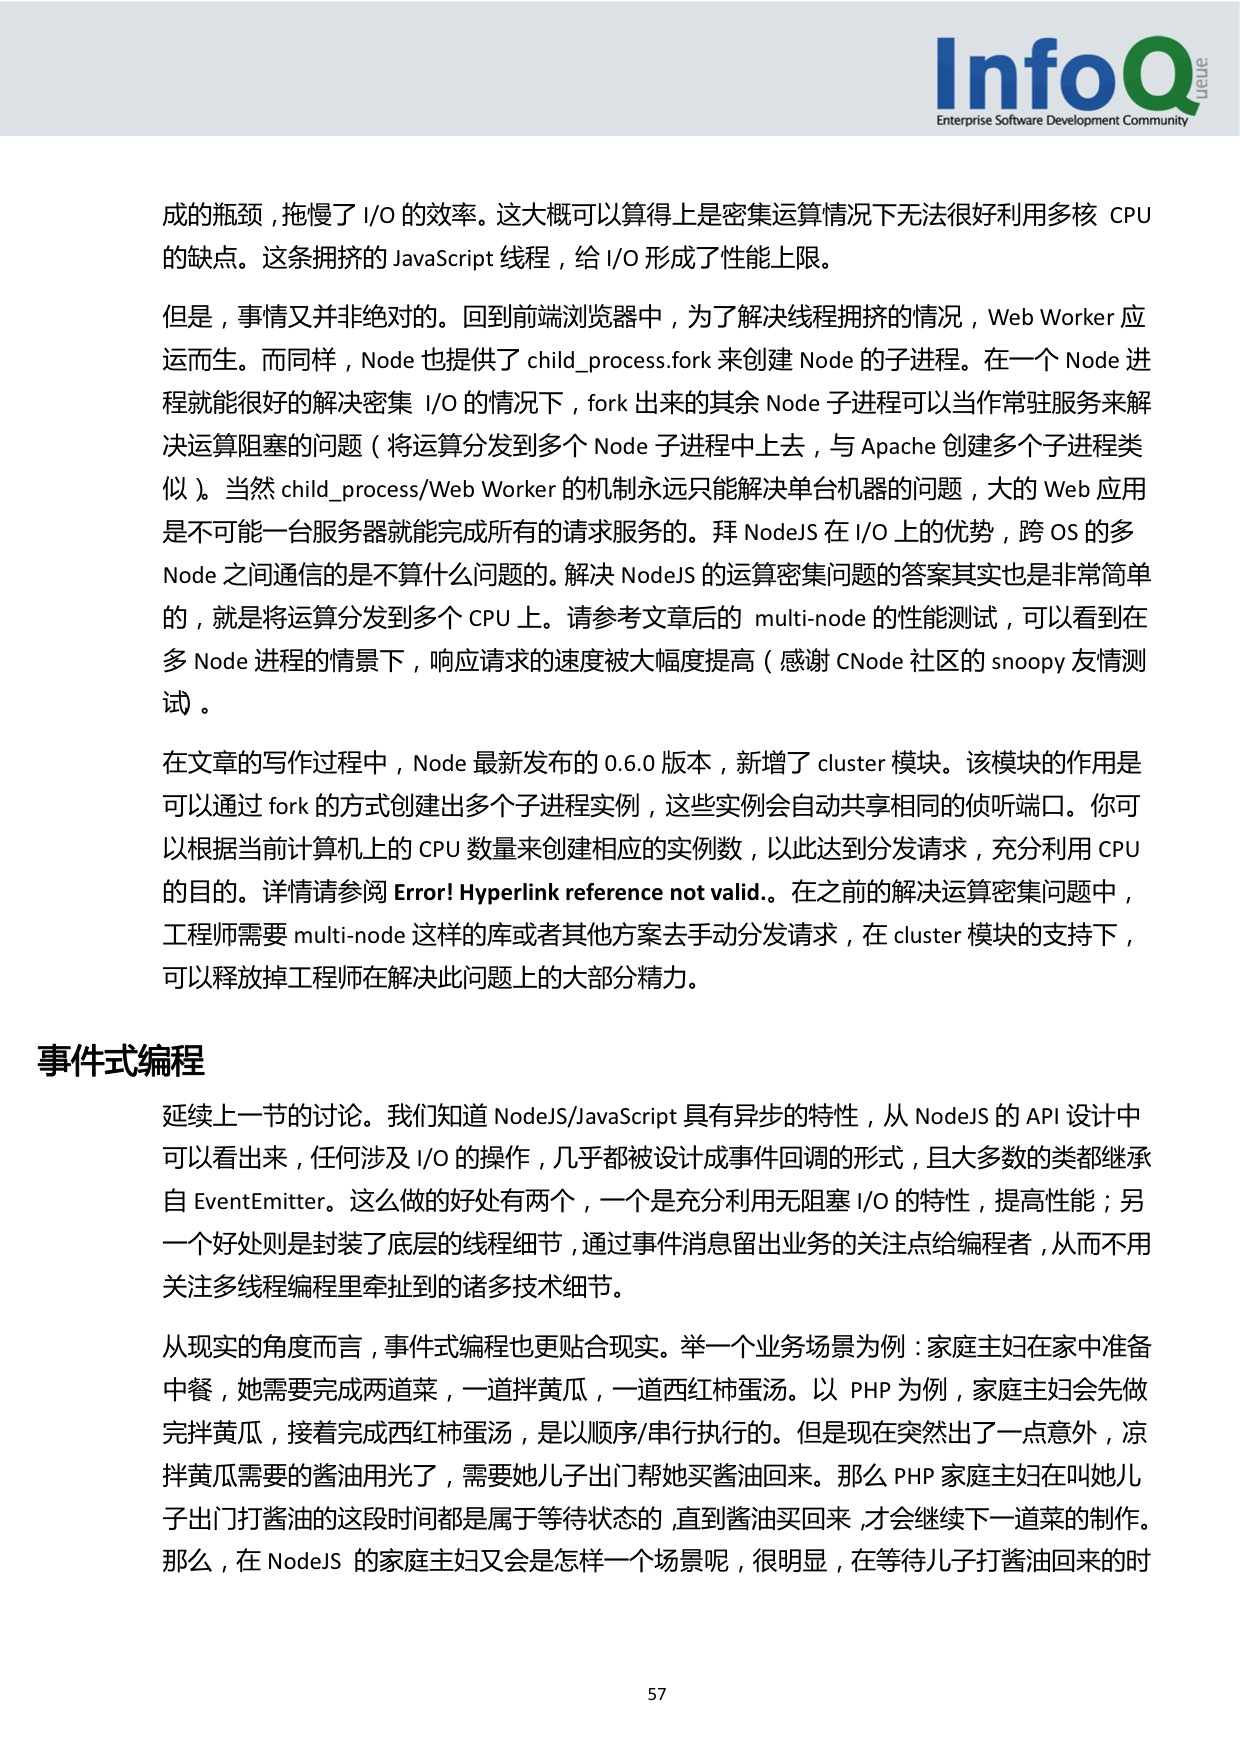 InfoQ
ueue
Enterprise Software Development Community
成的瓶颈，拖慢了 I/O 的效率。这大概可以算得上是密集运算情况下无法很好利用多核 CPU
的缺点。这条拥挤的 JavaScript 线程，给 I/O 形成了性能上限。
但是，事情又并非绝对的。回到前端浏览器中，为了解决线程拥挤的情况，Web Worker 应
运而生。而同样，Node 也提供了 child_process.fork 来创建 Node 的子进程。在一个 Node 进
程就能很好的解决密集 I/O 的情况下，fork 出来的其余 Node 子进程可以当作常驻服务来解
决运算阻塞的问题（将运算分发到多个 Node 子进程中上去，与 Apache 创建多个子进程类
似）。当然 child_process/Web Worker 的机制永远只能解决单台机器的问题，大的 Web 应用
是不可能一台服务器就能完成所有的请求服务的。拜 NodeJS 在 I/O 上的优势，跨 OS 的多
Node 之间通信的是不算什么问题的。解决 NodeJS 的运算密集问题的答案其实也是非常简单
的，就是将运算分发到多个 CPU 上。请参考文章后的 multi-node 的性能测试，可以看到在
多 Node 进程的情景下，响应请求的速度被大幅度提高（感谢 CNode 社区的 snoopy 友情测
试）。
在文章的写作过程中，Node 最新发布的 0.6.0 版本，新增了 cluster 模块。该模块的作用是
可以通过 fork 的方式创建出多个子进程实例，这些实例会自动共享相同的侦听端口。你可
以根据当前计算机上的 CPU 数量来创建相应的实例数，以此达到分发请求，充分利用 CPU
的目的。详情请参阅 Error! Hyperlink reference not valid.。在之前的解决运算密集问题中，
工程师需要 multi-node 这样的库或者其他方案去手动分发请求，在 cluster 模块的支持下，
可以释放掉工程师在解决此问题上的大部分精力。
事件式编程
延续上一节的讨论。我们知道 NodeJS/JavaScript 具有异步的特性，从 NodeJS 的 API 设计中
可以看出来，任何涉及 I/O 的操作，几乎都被设计成事件回调的形式，且大多数的类都继承
自 EventEmitter。这么做的好处有两个，一个是充分利用无阻塞 I/O 的特性，提高性能；另
一个好处则是封装了底层的线程细节，通过事件消息留出业务的关注点给编程者，从而不用
关注多线程编程里牵扯到的诸多技术细节。
从现实的角度而言，事件式编程也更贴合现实。举一个业务场景为例：家庭主妇在家中准备
中餐，她需要完成两道菜，一道拌黄瓜，一道西红柿蛋汤。以 PHP 为例，家庭主妇会先做
完拌黄瓜，接着完成西红柿蛋汤，是以顺序/串行执行的。但是现在突然出了一点意外，凉
拌黄瓜需要的酱油用光了，需要她儿子出门帮她买酱油回来。那么 PHP 家庭主妇在叫她儿
子出门打酱油的这段时间都是属于等待状态的，直到酱油买回来，才会继续下一道菜的制作。
那么，在 NodeJS 的家庭主妇又会是怎样一个场景呢，很明显，在等待儿子打酱油回来的时
57